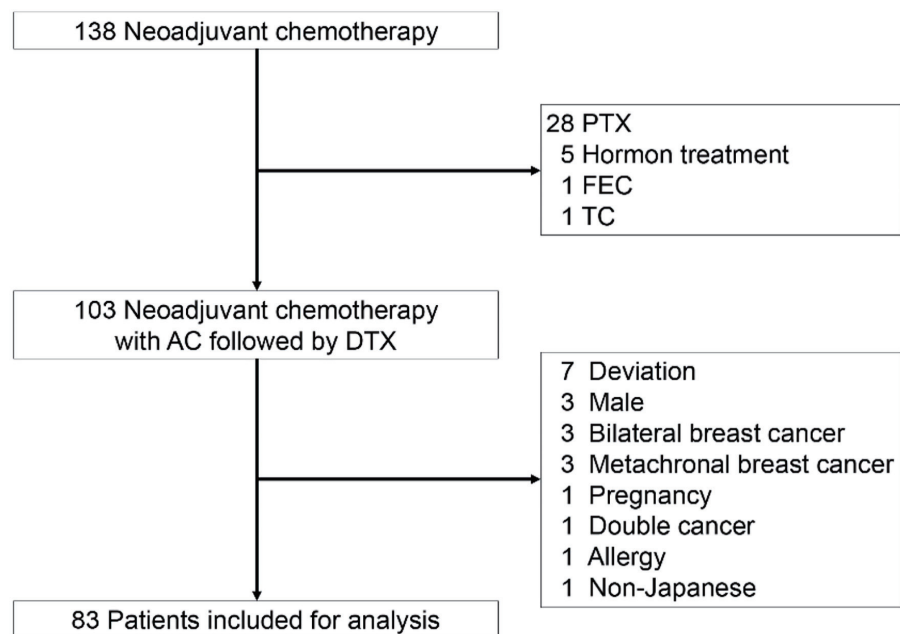 138 Neoadjuvant chemotherapy
28 PTX
5 Hormon treatment
1 FEC
1 TC
103 Neoadjuvant chemotherapy
with AC followed by DTX
7 Deviation
3 Male
3 Bilateral breast cancer
3 Metachronal breast cancer
1 Pregnancy
1 Double cancer
1 Allergy
1 Non-Japanese
83 Patients included for analysis